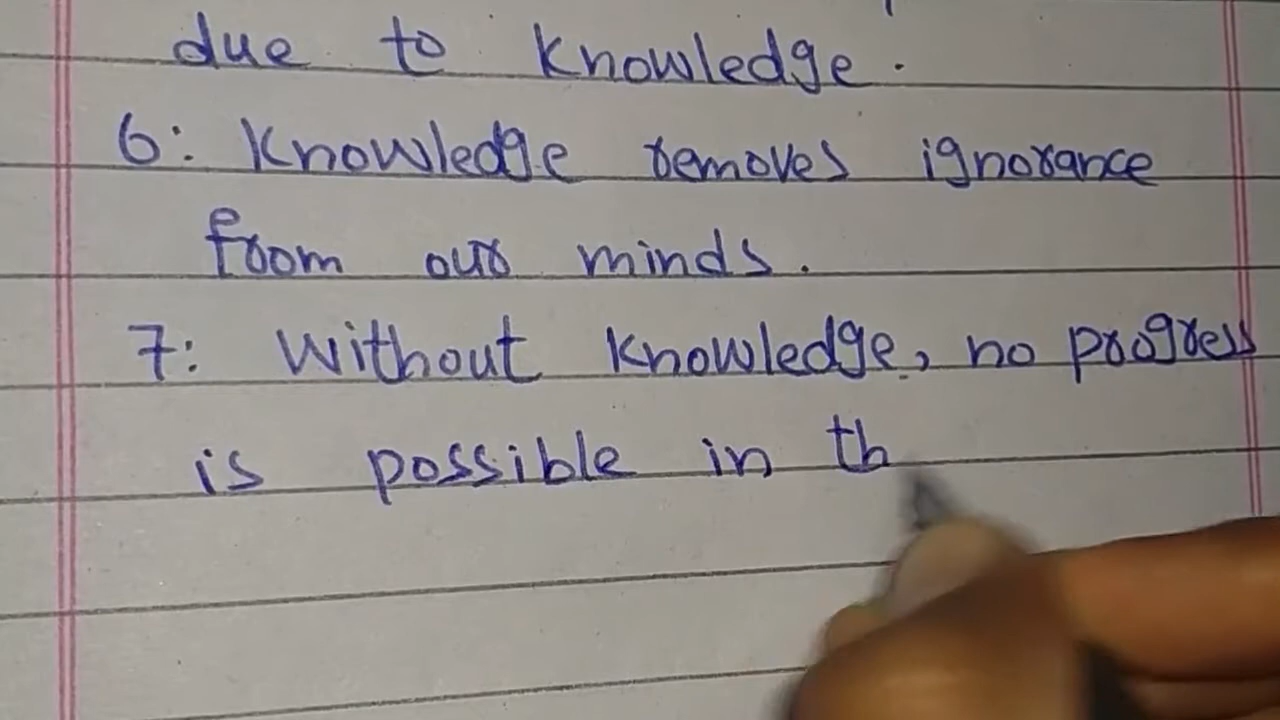 due to knowledge.
6: Knowledge removes ignorance
from our minds.
7: Without knowledge, no progress
is possible in th